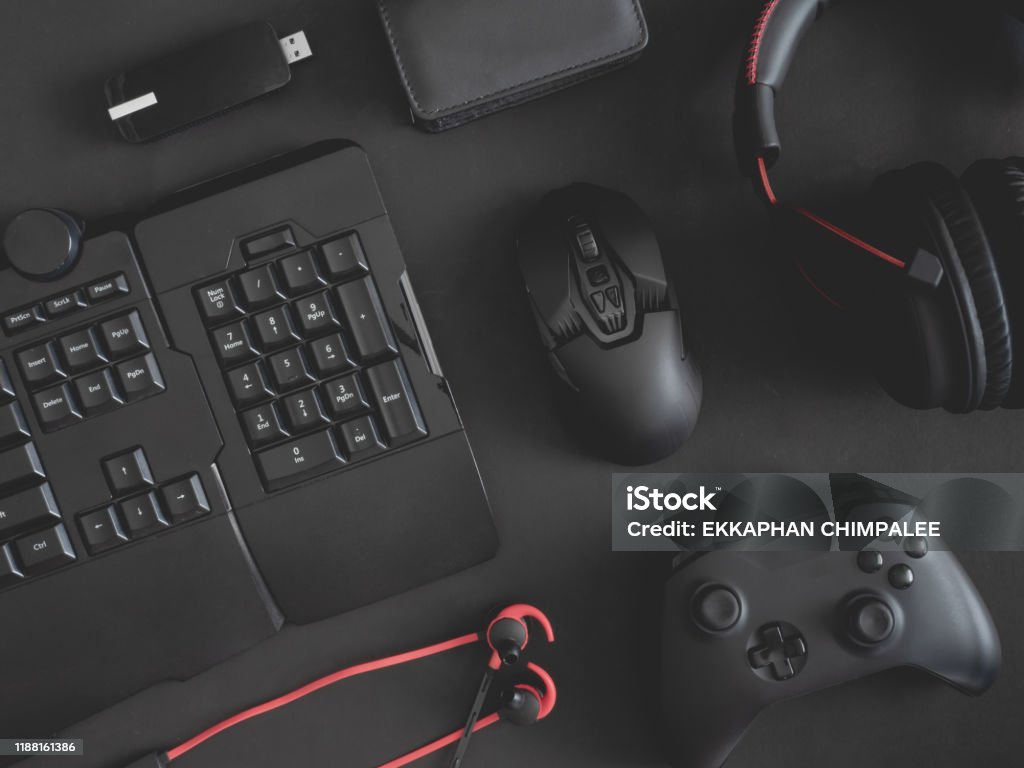 PrtScn ScrLk Pause
Insert Home PgUp
Delete End PgDn
↑
← ↓ →
Ctrl
Num Lock / * -
7 Home 8 ↑ 9 PgUp +
4 ← 5 6 →
1 End 2 ↓ 3 PgDn Enter
0 Ins . Del
iStock™
Credit: EKKAPHAN CHIMPALEE
1188161386